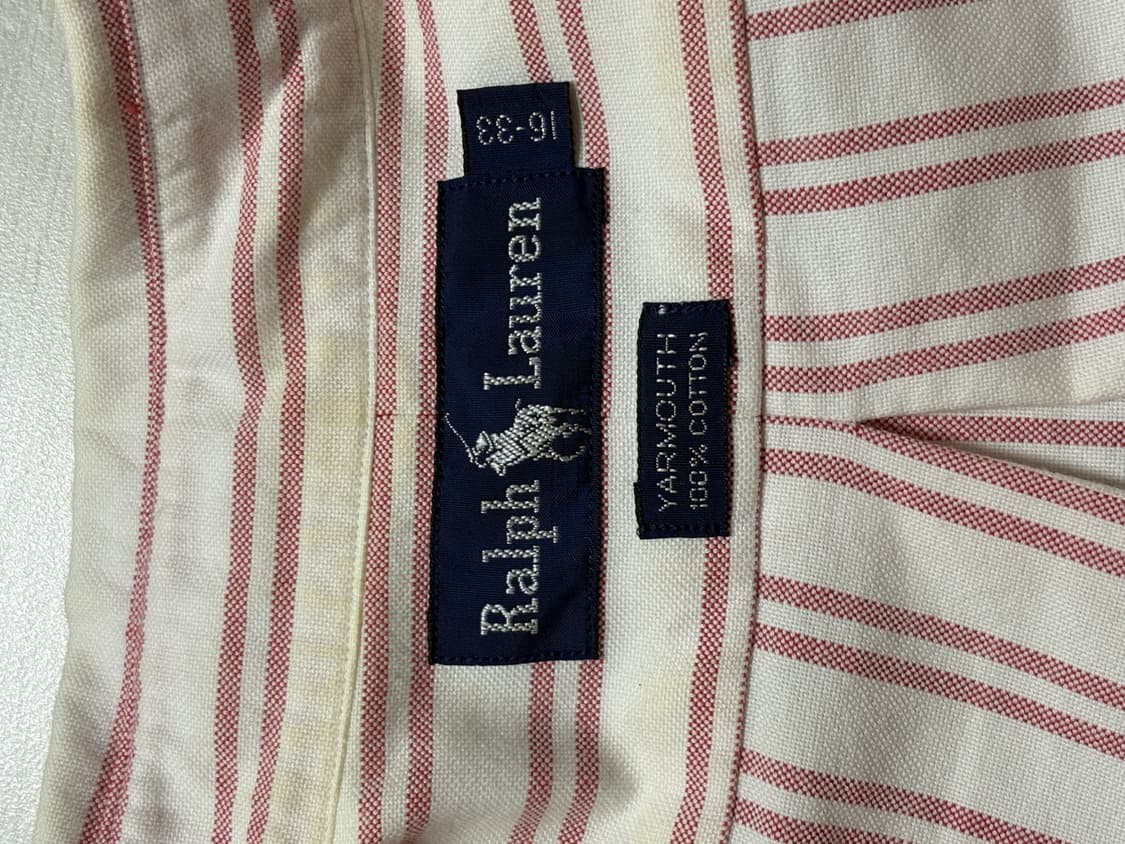 16-33
Ralph Lauren
YARMOUTH
100% COTTON